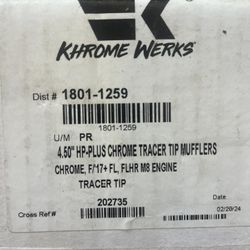 KHROME WERKS®
Dist # 1801-1259
1801-1259
U/M PR
4.50" HP-PLUS CHROME TRACER TIP MUFFLERS
CHROME, F/17+ FL, FLHR M8 ENGINE
TRACER TIP
202735
Cross Ref#
02/20/24